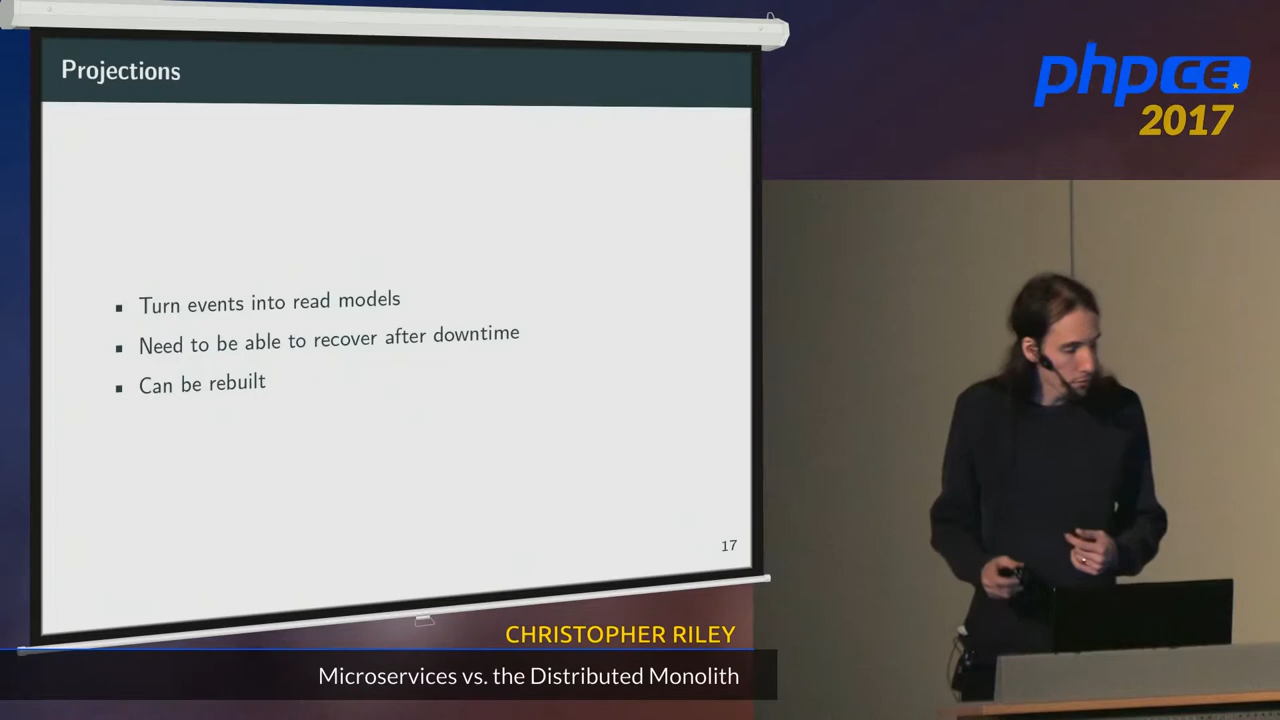 Projections
Turn events into read models
Need to be able to recover after downtime
Can be rebuilt
17
phpCE
2017
CHRISTOPHER RILEY
Microservices vs. the Distributed Monolith